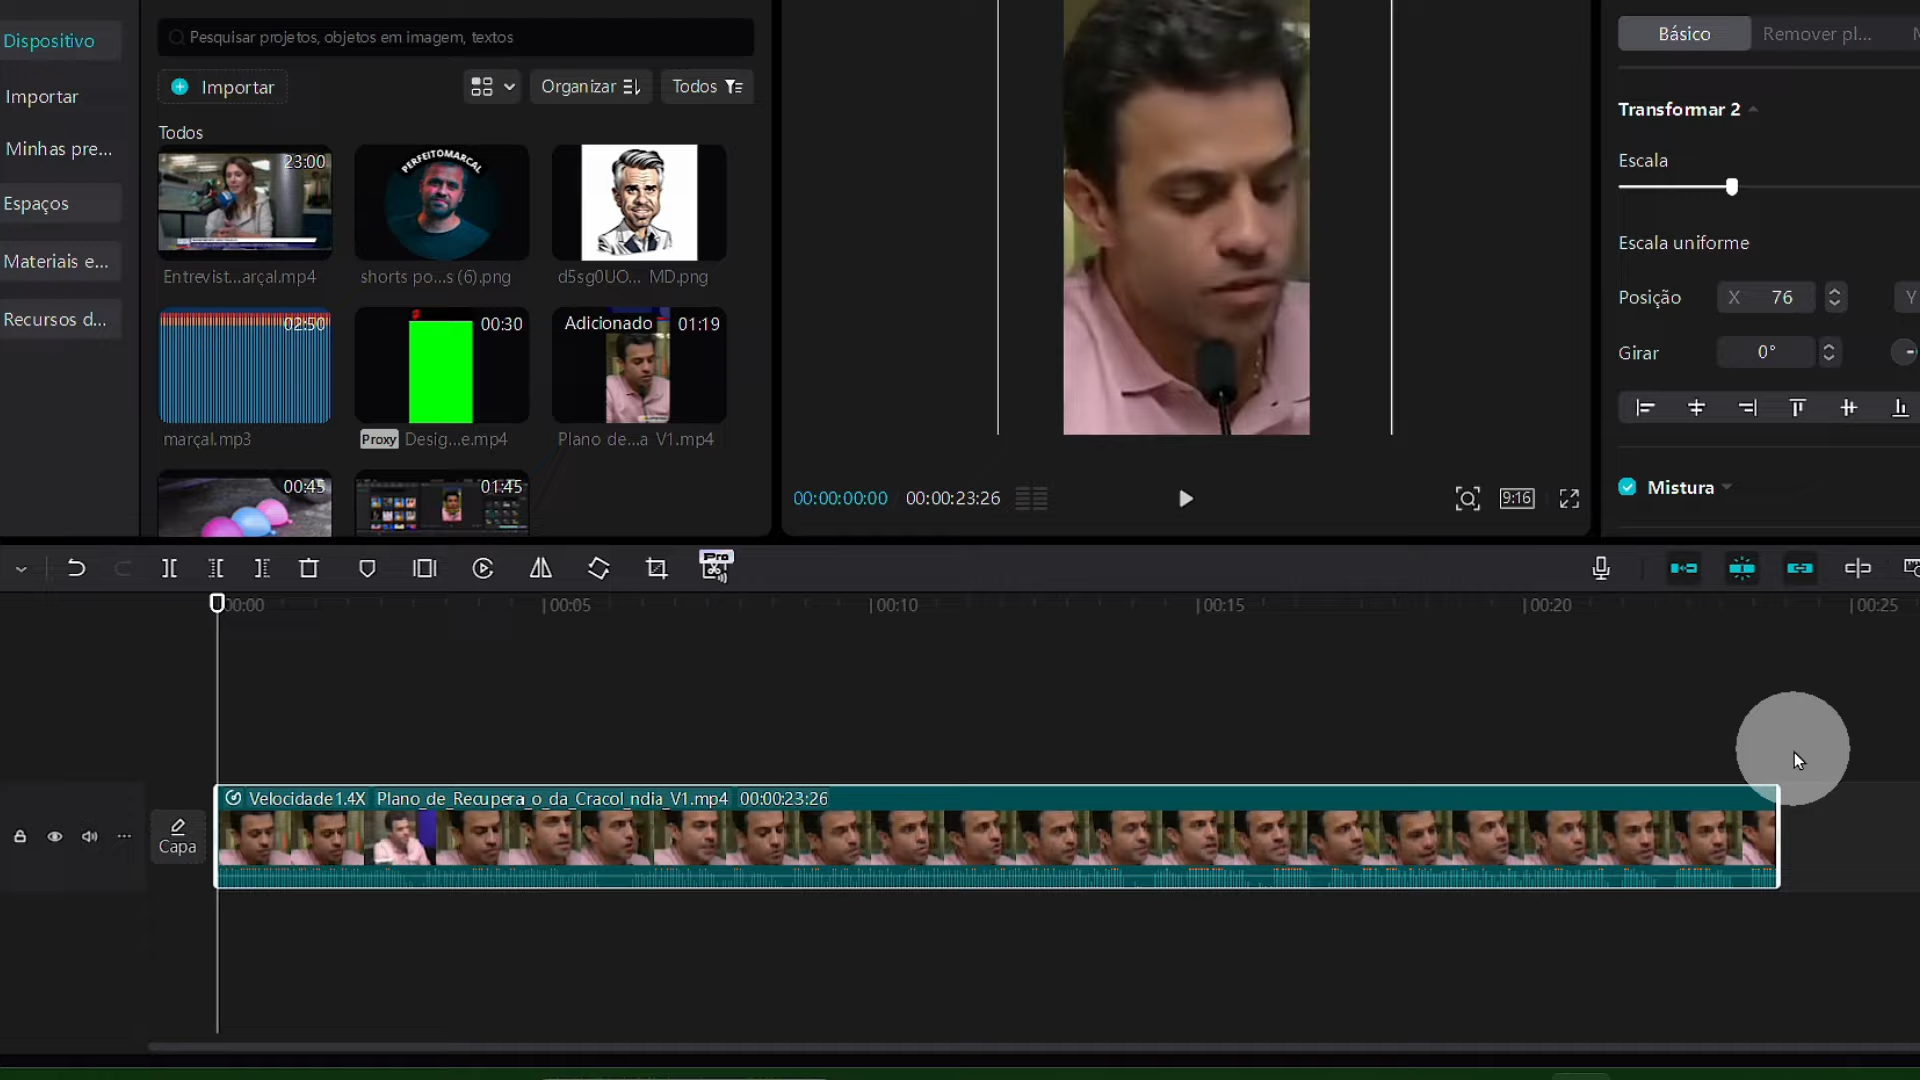 Dispositivo
Importar
Minhas pre...
Espaços
Materiais e...
Recursos d...
Pesquisar projetos, objetos em imagem, textos
Importar
Organizar
Todos
Todos
23:00
PERFEITOMARÇAL
Entrevist...arçal.mp4
shorts po...s (6).png
d5sg0UO... MD.png
02:50
00:30
Adicionado
01:19
marçal.mp3
Proxy
Desig...e.mp4
Plano de...a V1.mp4
00:45
01:45
00:00:00:00
00:00:23:26
9:16
Básico
Remover pl...
Transformar 2
Escala
Escala uniforme
Posição
X 76
Y
Girar
0°
Mistura
Pro
00:00
00:05
00:10
00:15
00:20
00:25
Capa
Velocidade 1.4X Plano_de_Recupera_o_da_Cracol_ndia_V1.mp4 00:00:23:26